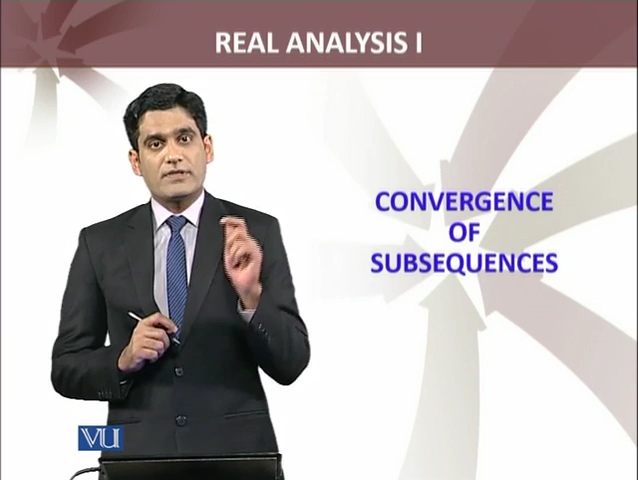 REAL ANALYSIS I
CONVERGENCE
OF
SUBSEQUENCES
VU